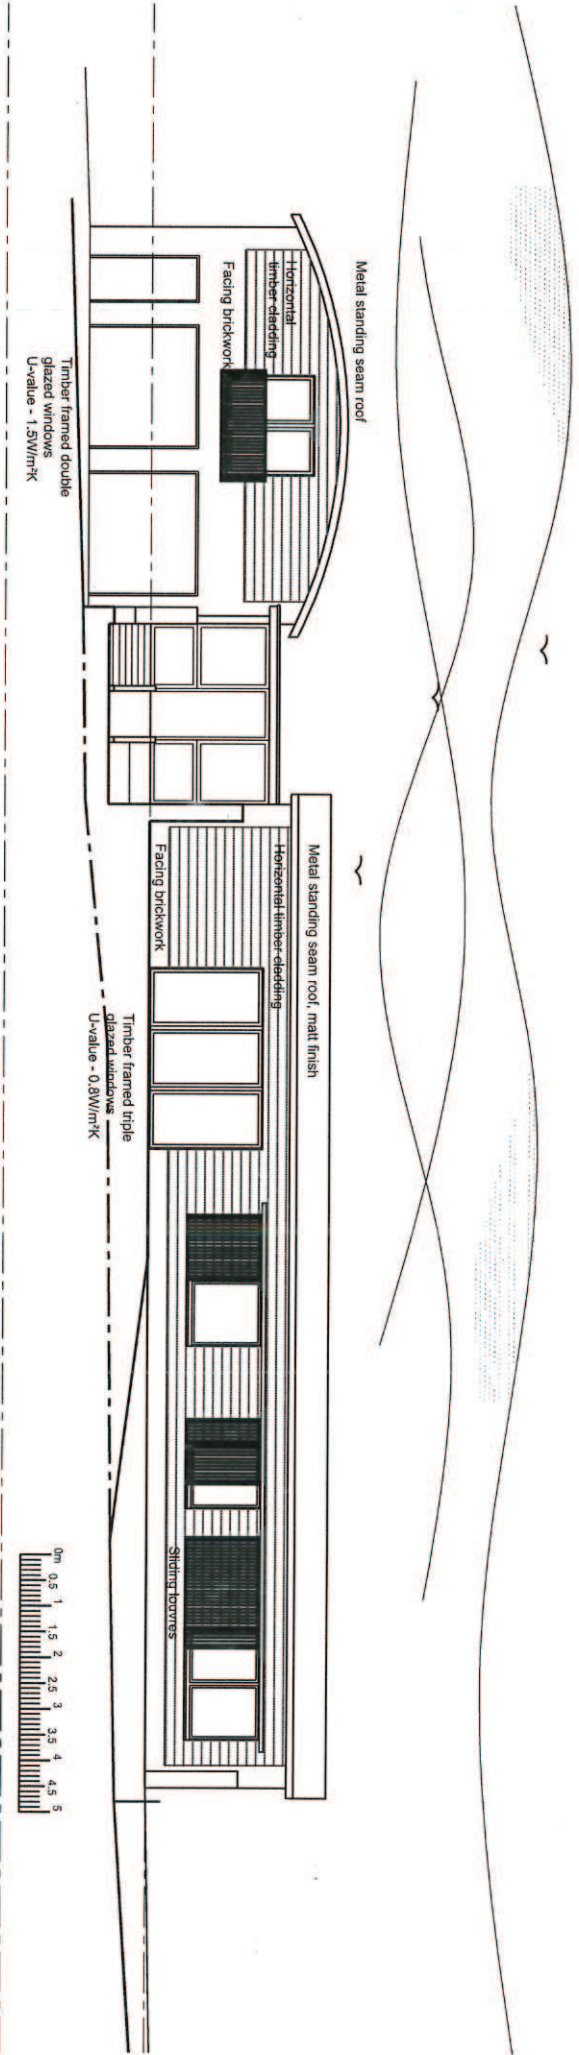 Metal standing seam roof
Horizontal
timber cladding
Facing brickwork
Timber framed double
glazed windows
U-value - 1.5W/m²K
Metal standing seam roof, matt finish
Horizontal timber cladding
Facing brickwork
Timber framed triple
glazed windows
U-value - 0.8W/m²K
Sliding louvres
0m 0.5 1 1.5 2 2.5 3 3.5 4 4.5 5